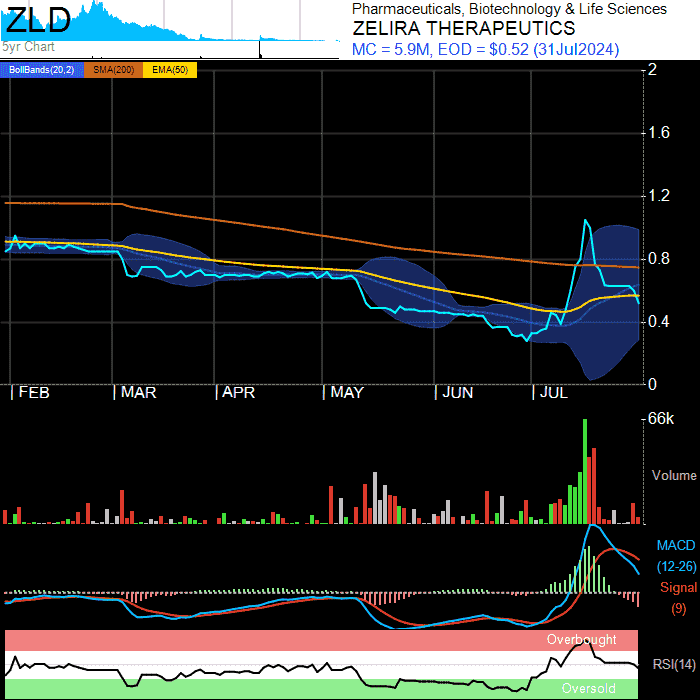 ZLD
5yr Chart
Pharmaceuticals, Biotechnology & Life Sciences
ZELIRA THERAPEUTICS
MC = 5.9M, EOD = $0.52 (31Jul2024)
BollBands(20,2) SMA(200) EMA(50)
2
1.6
1.2
0.8
0.4
0
FEB MAR APR MAY JUN JUL
66k
Volume
MACD
(12-26)
Signal
(9)
Overbought
RSI(14)
Oversold